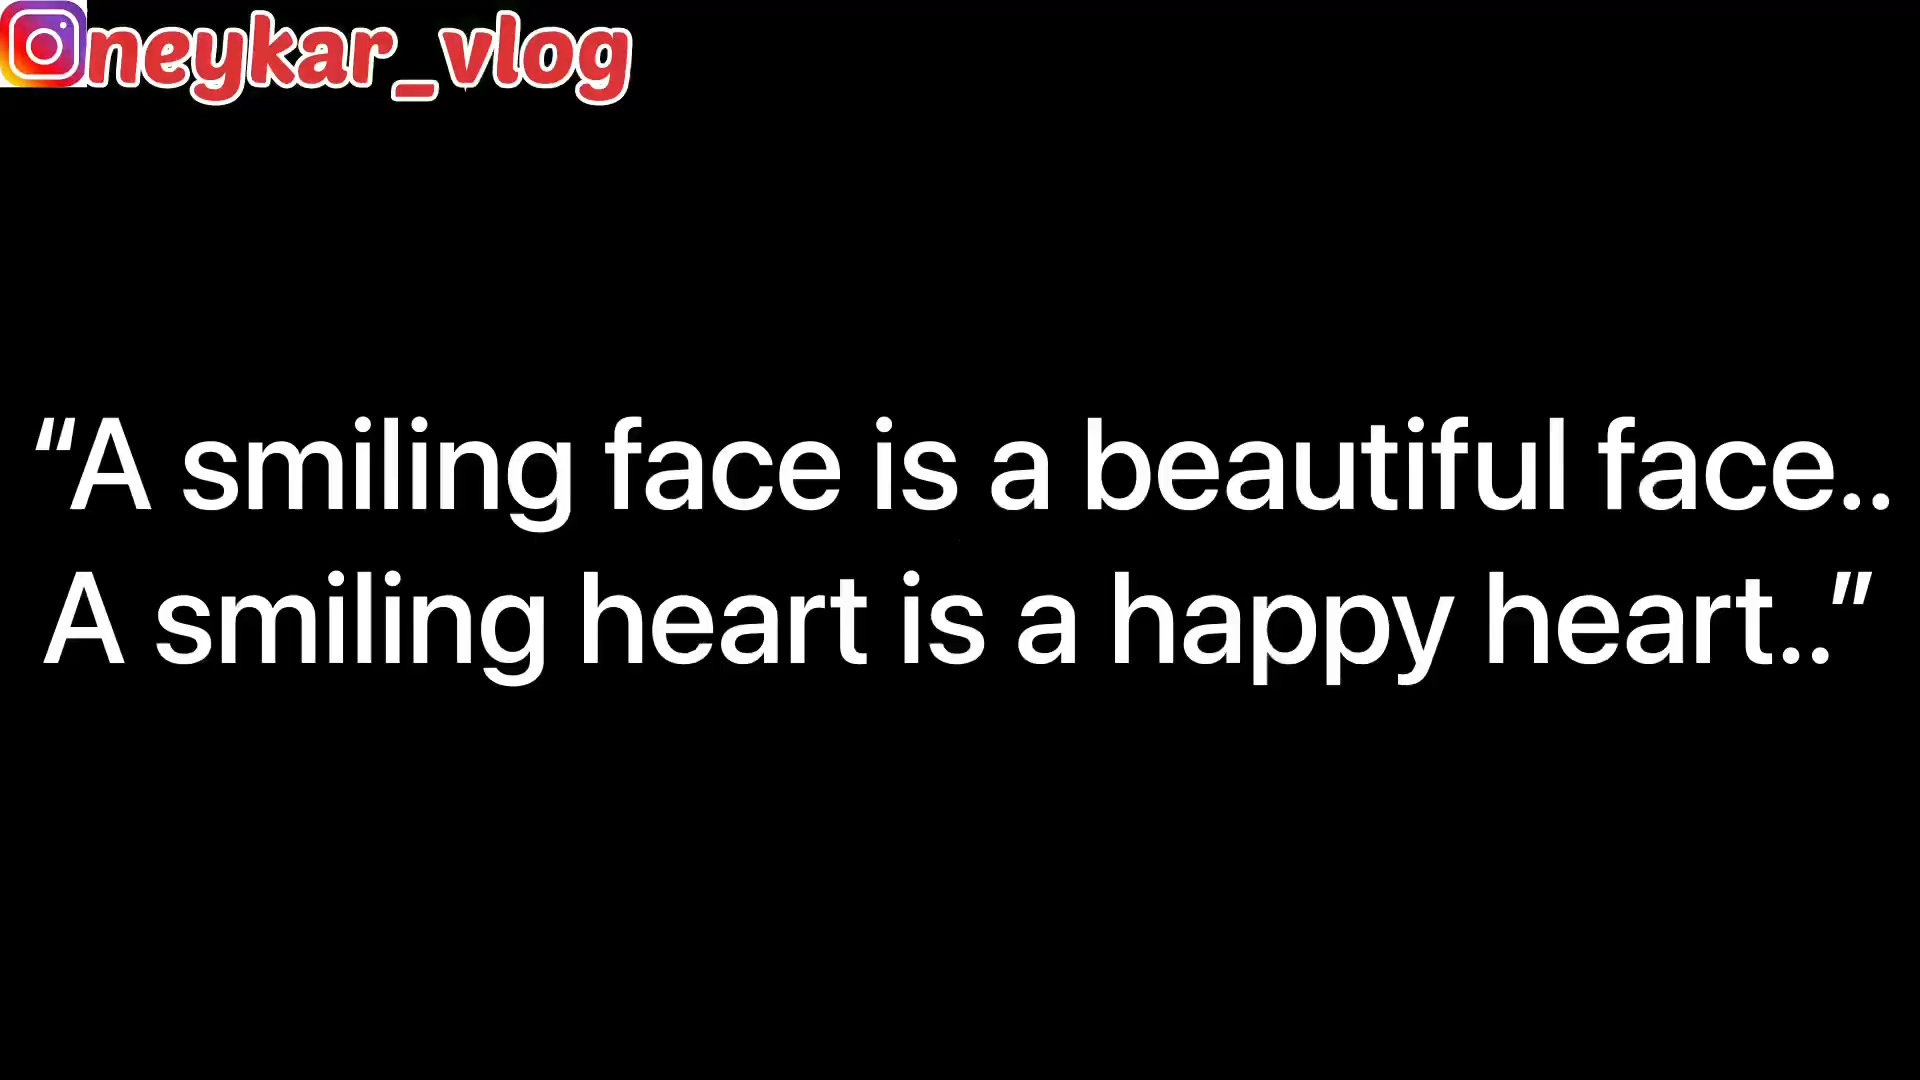 neykar_vlog
“A smiling face is a beautiful face..
A smiling heart is a happy heart..”